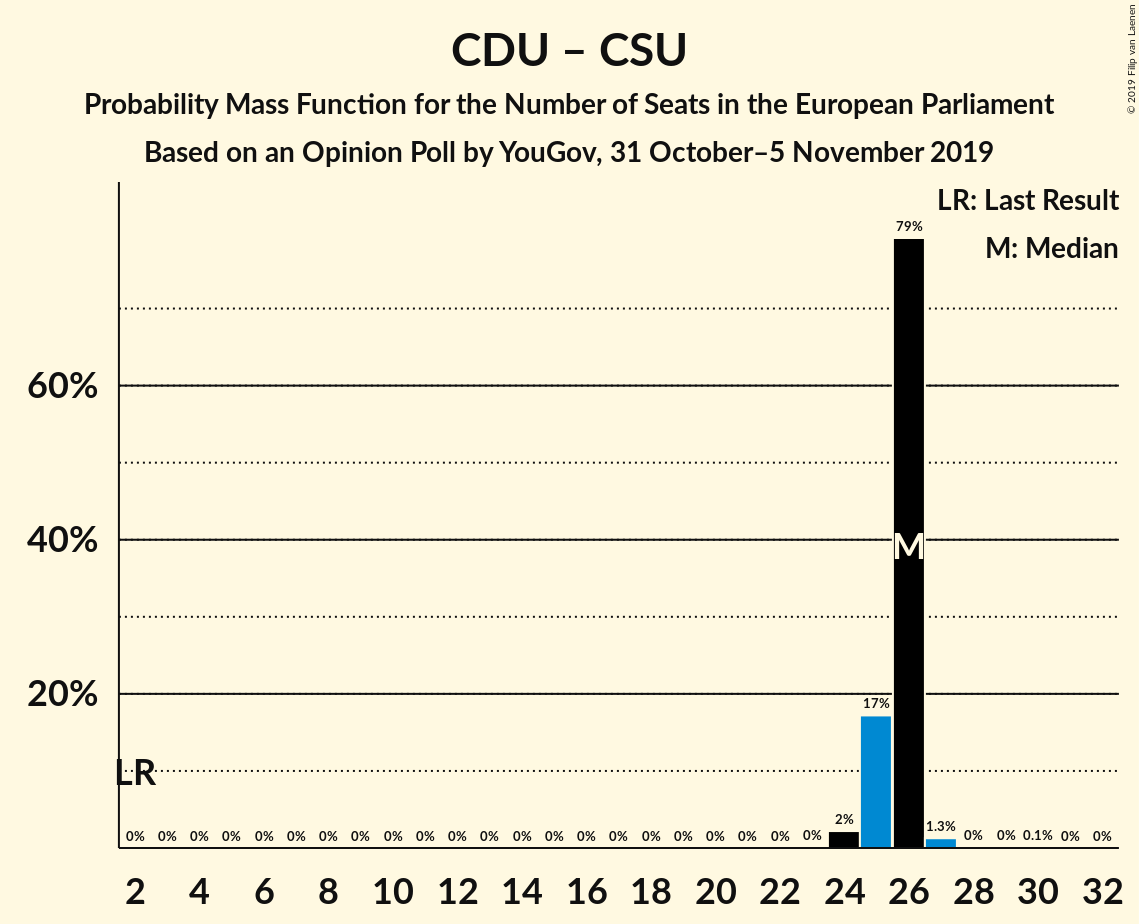 CDU – CSU
Probability Mass Function for the Number of Seats in the European Parliament
Based on an Opinion Poll by YouGov, 31 October–5 November 2019
© 2019 Filip van Laenen
LR: Last Result
M: Median
79%
60%
40%
M
20%
17%
LR
0% 0% 0% 0% 0% 0% 0% 0% 0% 0% 0% 0% 0% 0% 0% 0% 0% 0% 0% 0% 0% 0% 2% 1.3% 0% 0% 0.1% 0% 0%
2 4 6 8 10 12 14 16 18 20 22 24 26 28 30 32